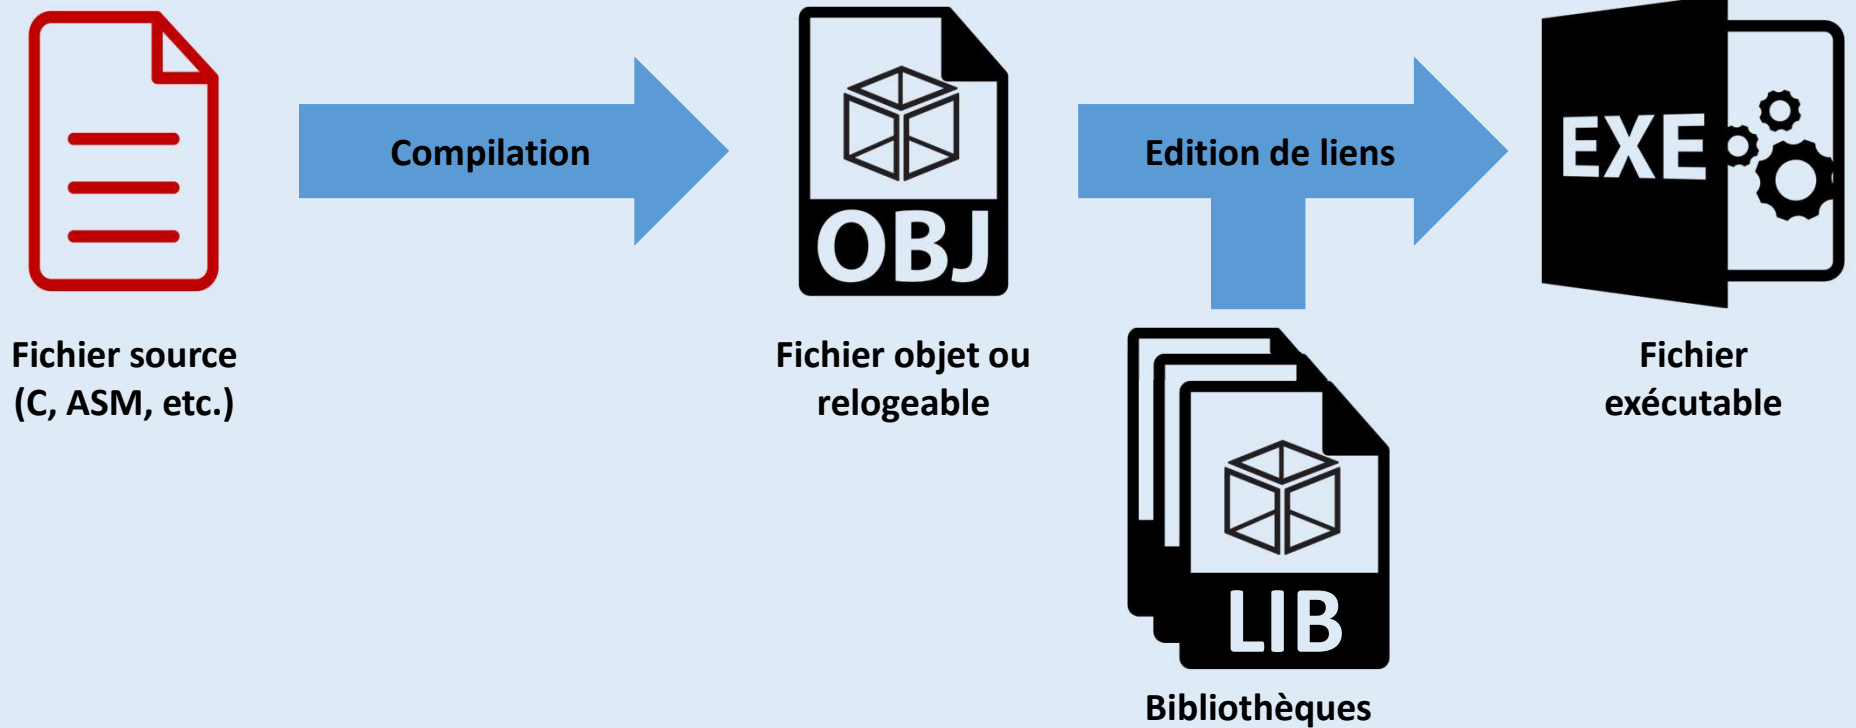 Compilation
OBJ
Edition de liens
EXE
Fichier source
(C, ASM, etc.)
Fichier objet ou
relogeable
Fichier
exécutable
LIB
Bibliothèques